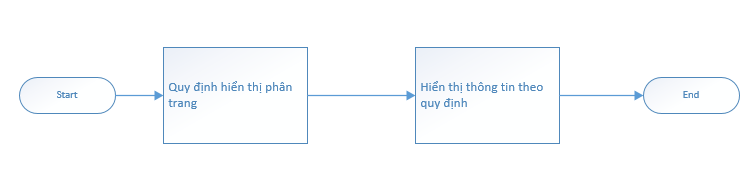 Start
Quy định hiển thị phân
trang
Hiển thị thông tin theo
quy định
End